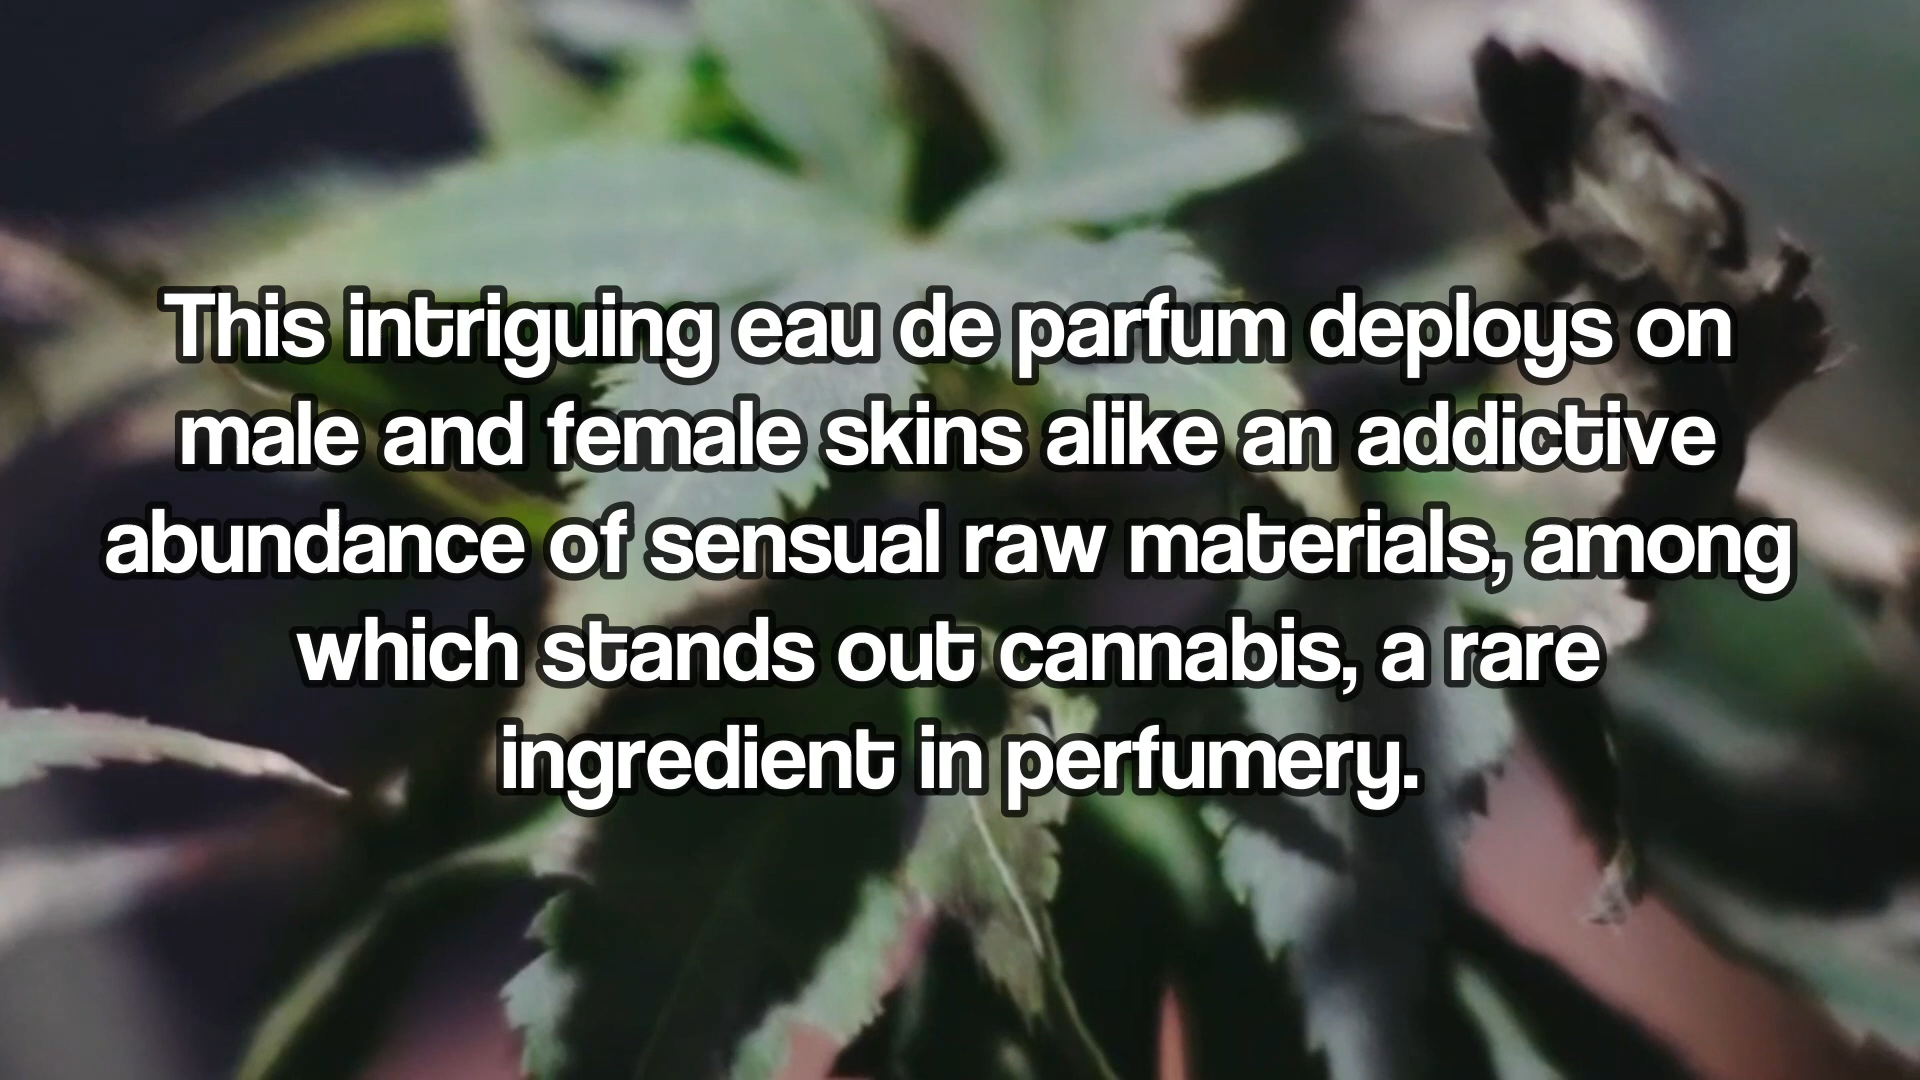 This intriguing eau de parfum deploys on
male and female skins alike an addictive
abundance of sensual raw materials, among
which stands out cannabis, a rare
ingredient in perfumery.